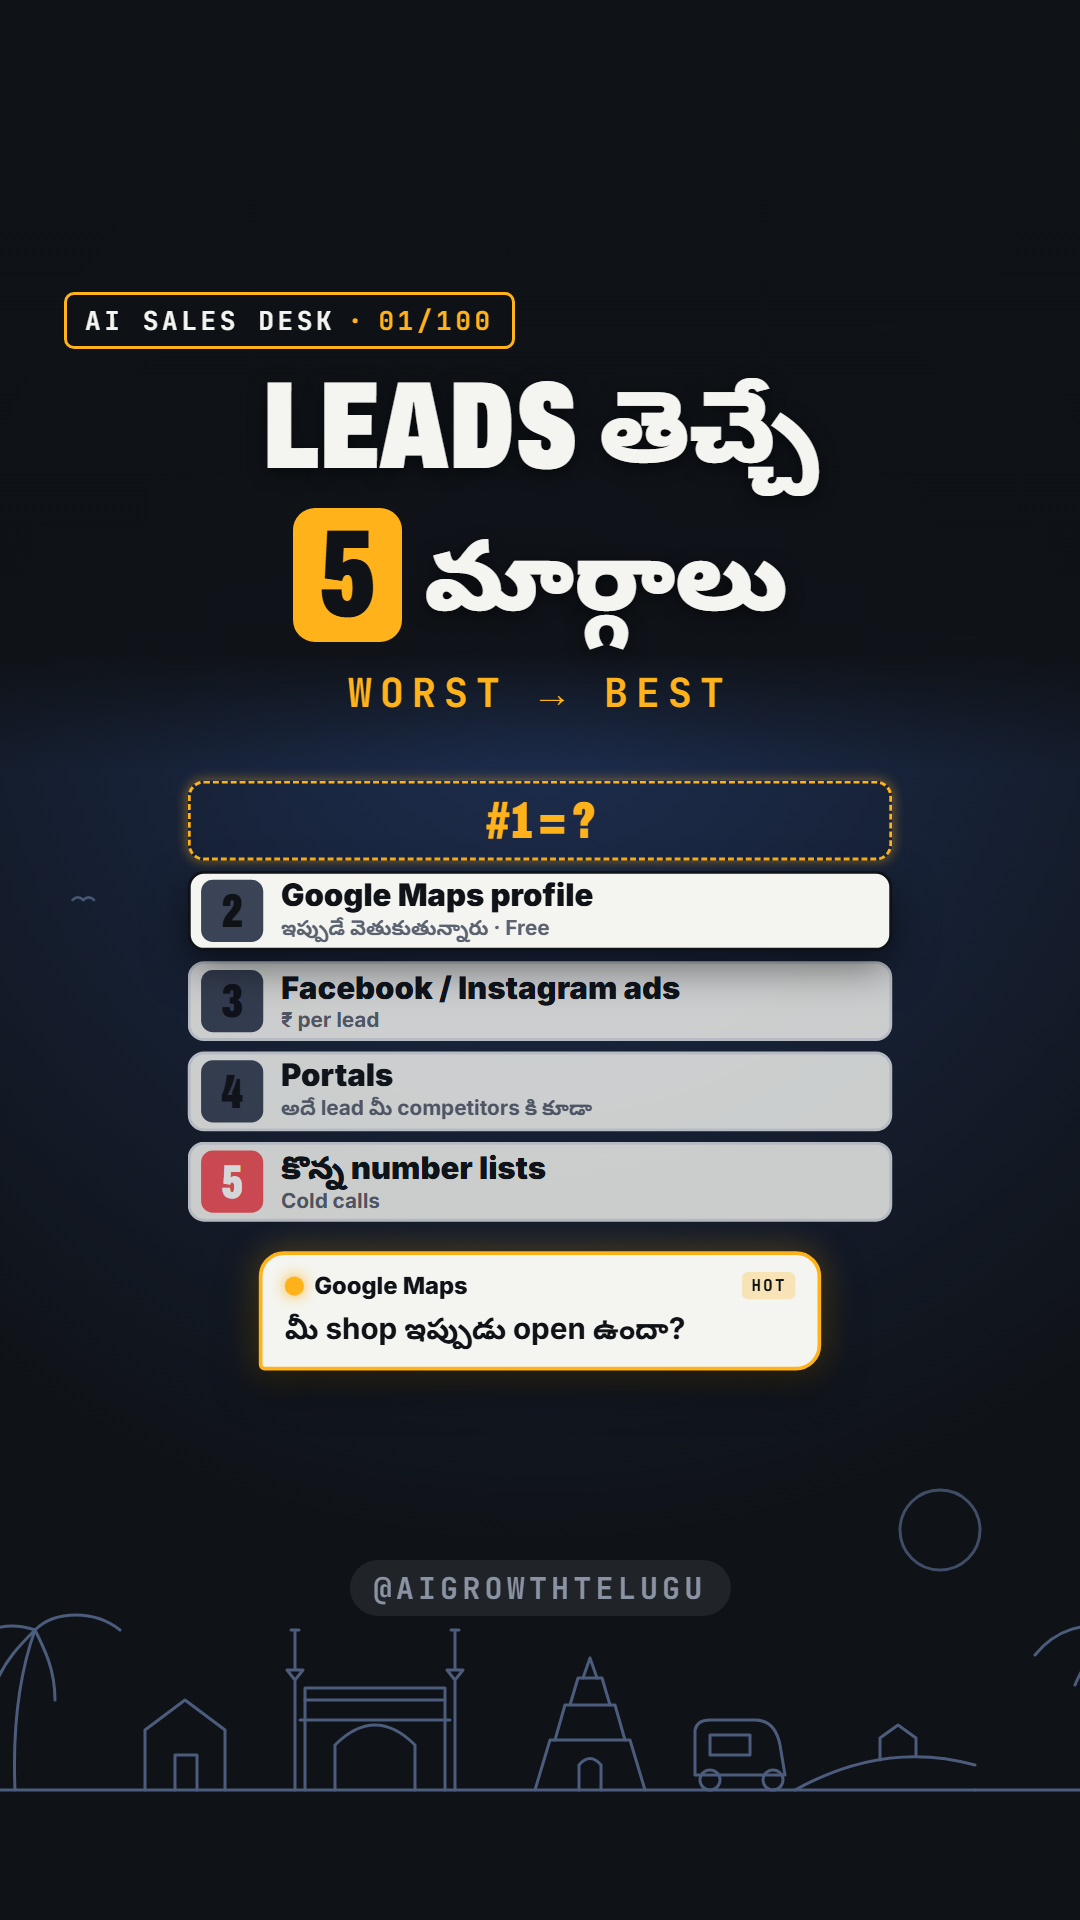 AI SALES DESK · 01/100
LEADS తెచ్చే
5 మార్గాలు
WORST → BEST
#1=?
2 Google Maps profile
ఇప్పుడే వెతుకుతున్నారు · Free
3 Facebook / Instagram ads
₹ per lead
4 Portals
అదే lead మీ competitors కి కూడా
5 కొన్న number lists
Cold calls
Google Maps HOT
మీ shop ఇప్పుడు open ఉందా?
@AIGROWTHTELUGU